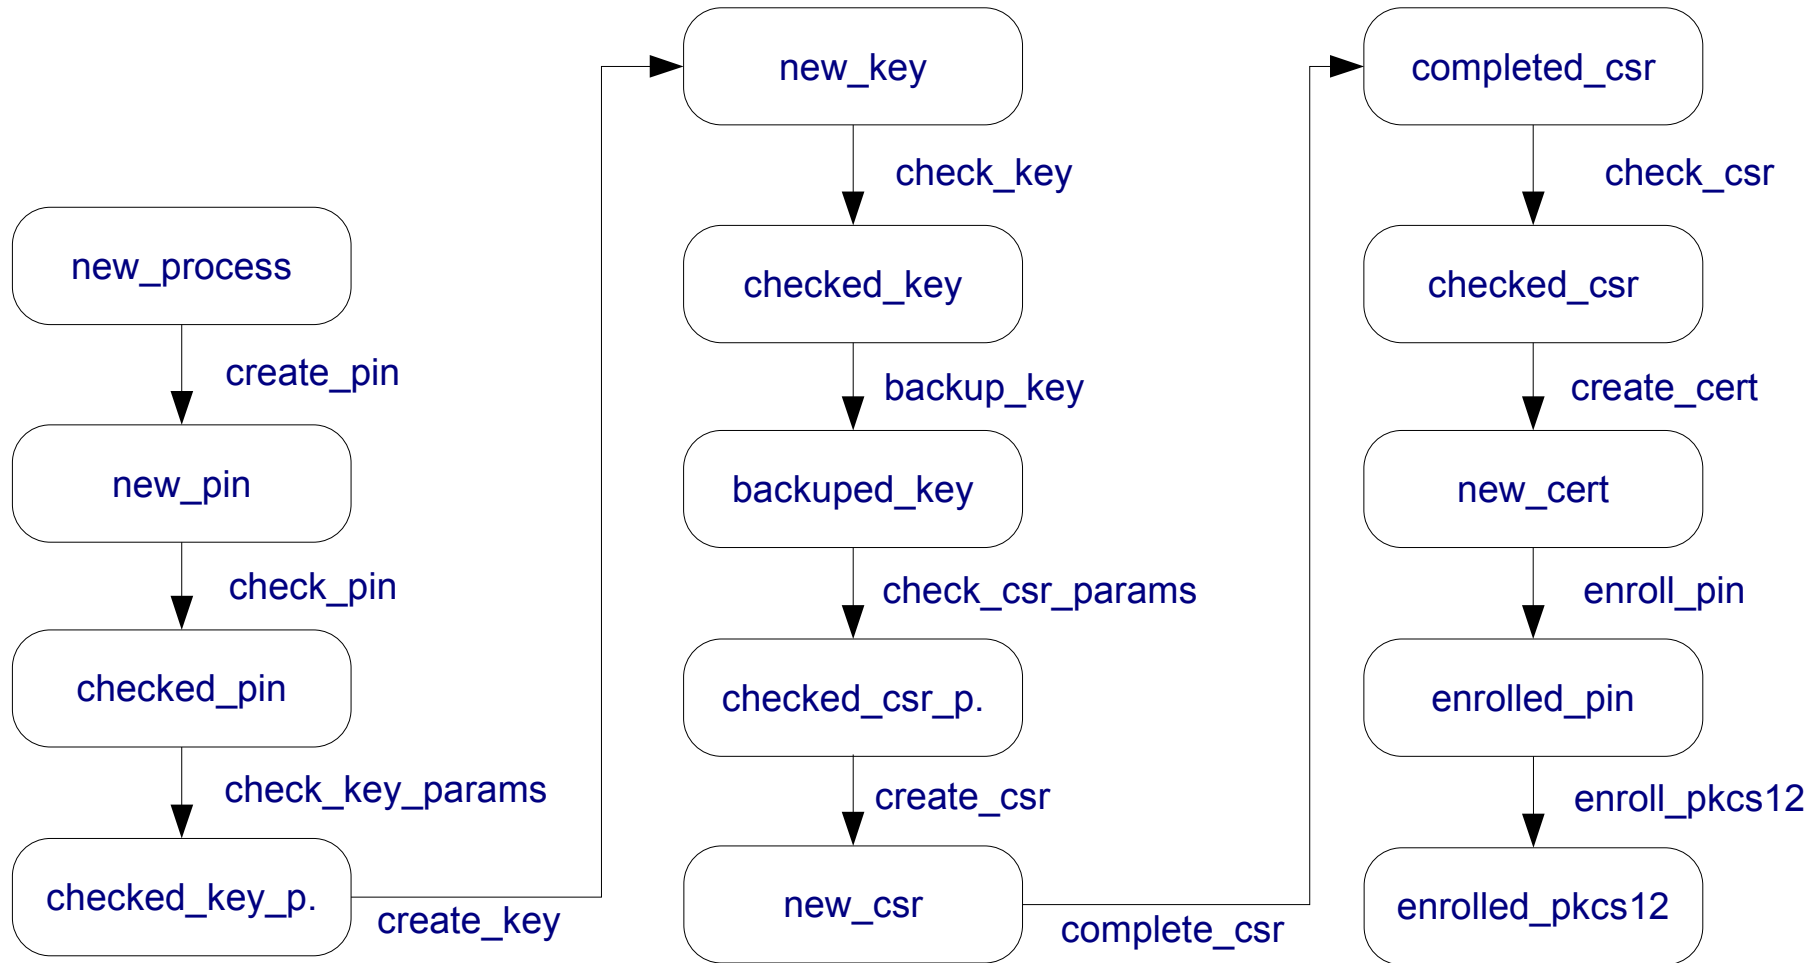 new_process
create_pin
new_pin
check_pin
checked_pin
check_key_params
checked_key_p.
create_key
new_key
check_key
checked_key
backup_key
backuped_key
check_csr_params
checked_csr_p.
create_csr
new_csr
complete_csr
completed_csr
check_csr
checked_csr
create_cert
new_cert
enroll_pin
enrolled_pin
enroll_pkcs12
enrolled_pkcs12